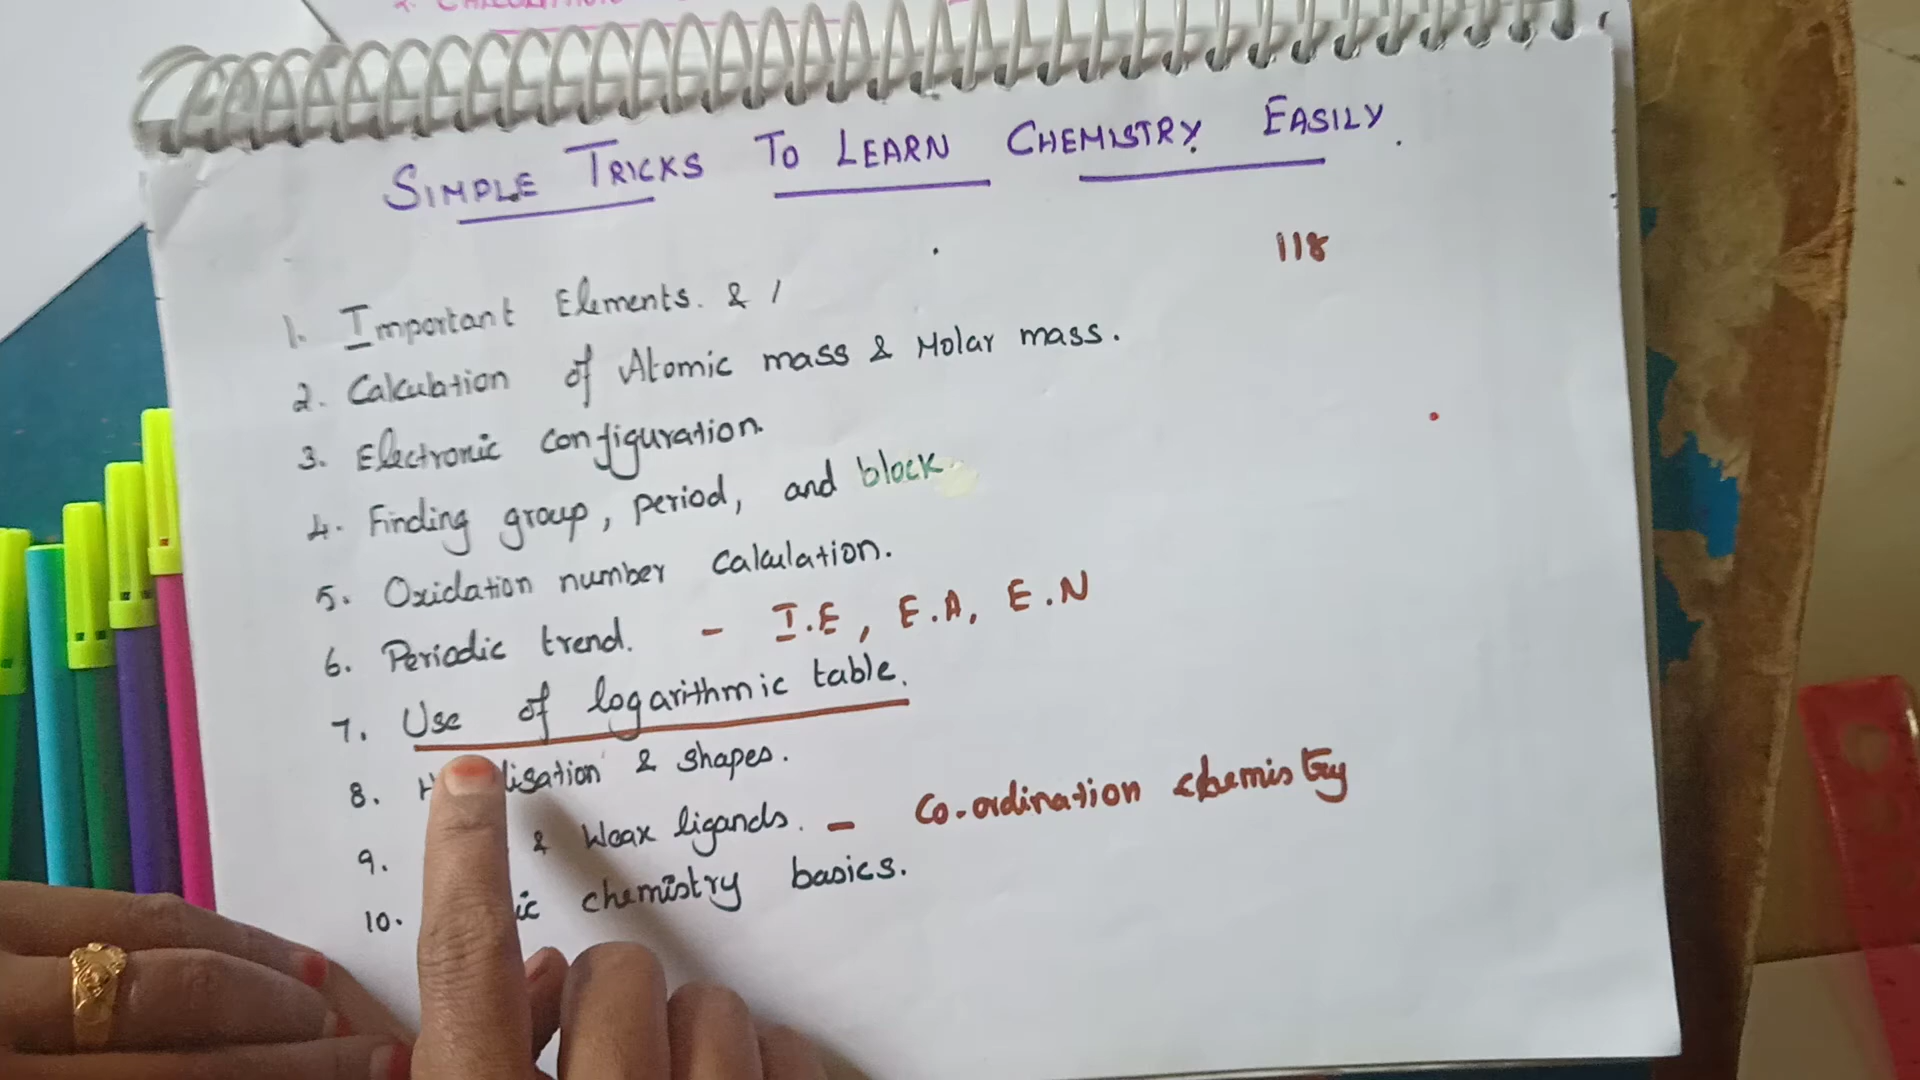 SIMPLE TRICKS TO LEARN CHEMISTRY EASILY.
118
1. Important Elements. &
2. Calculation of Atomic mass & Molar mass.
3. Electronic configuration.
4. Finding group, period, and block
5. Oxidation number calculation.
6. Periodic trend. - I.E, E.A, E.N
7. Use of logarithmic table.
8. lisation & shapes.
9. & Weak ligands. - Co-ordination chemistry
10. ic chemistry basics.